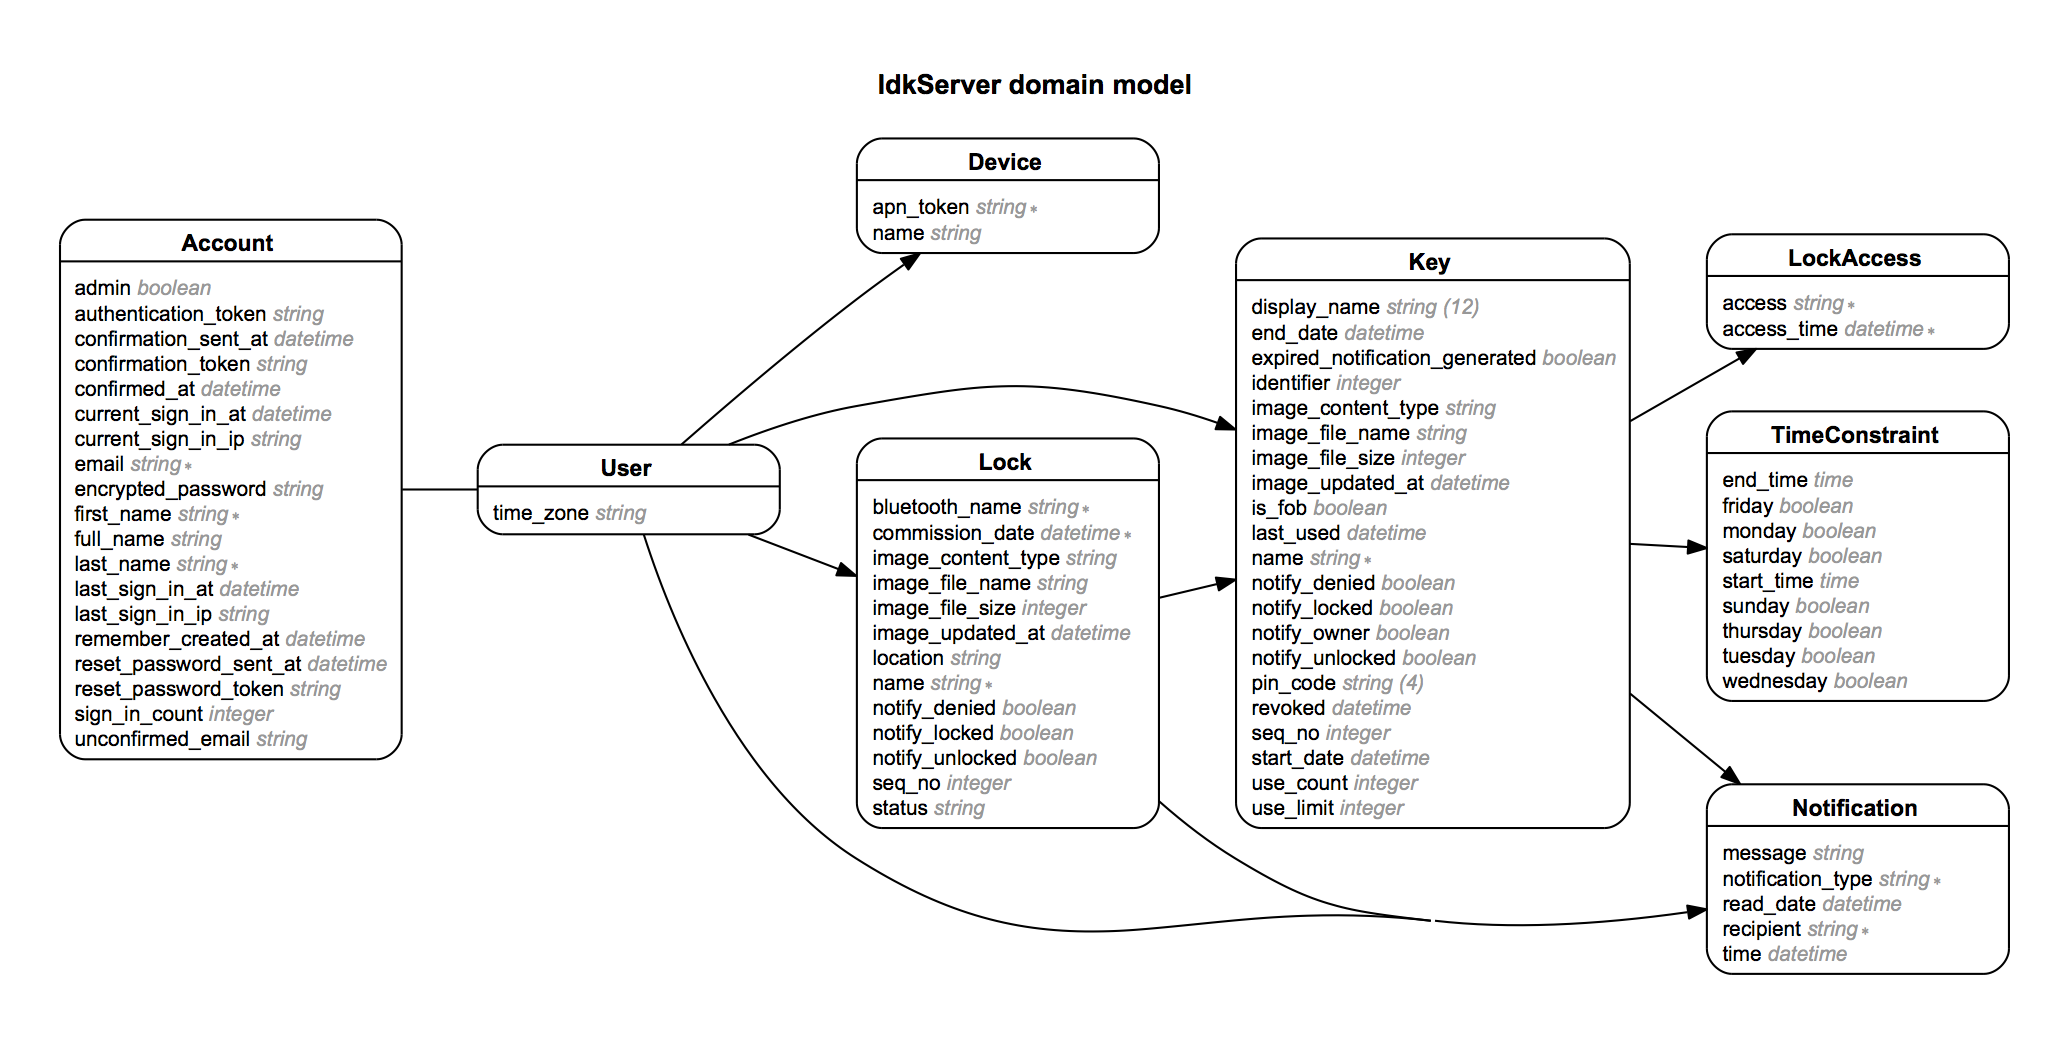 ldkServer domain model
Account
admin boolean
authentication_token string
confirmation_sent_at datetime
confirmation_token string
confirmed_at datetime
current_sign_in_at datetime
current_sign_in_ip string
email string *
encrypted_password string
first_name string *
full_name string
last_name string *
last_sign_in_at datetime
last_sign_in_ip string
remember_created_at datetime
reset_password_sent_at datetime
reset_password_token string
sign_in_count integer
unconfirmed_email string
User
time_zone string
Device
apn_token string *
name string
Lock
bluetooth_name string *
commission_date datetime *
image_content_type string
image_file_name string
image_file_size integer
image_updated_at datetime
location string
name string *
notify_denied boolean
notify_locked boolean
notify_unlocked boolean
seq_no integer
status string
Key
display_name string (12)
end_date datetime
expired_notification_generated boolean
identifier integer
image_content_type string
image_file_name string
image_file_size integer
image_updated_at datetime
is_fob boolean
last_used datetime
name string *
notify_denied boolean
notify_locked boolean
notify_owner boolean
notify_unlocked boolean
pin_code string (4)
revoked datetime
seq_no integer
start_date datetime
use_count integer
use_limit integer
LockAccess
access string *
access_time datetime *
TimeConstraint
end_time time
friday boolean
monday boolean
saturday boolean
start_time time
sunday boolean
thursday boolean
tuesday boolean
wednesday boolean
Notification
message string
notification_type string *
read_date datetime
recipient string *
time datetime